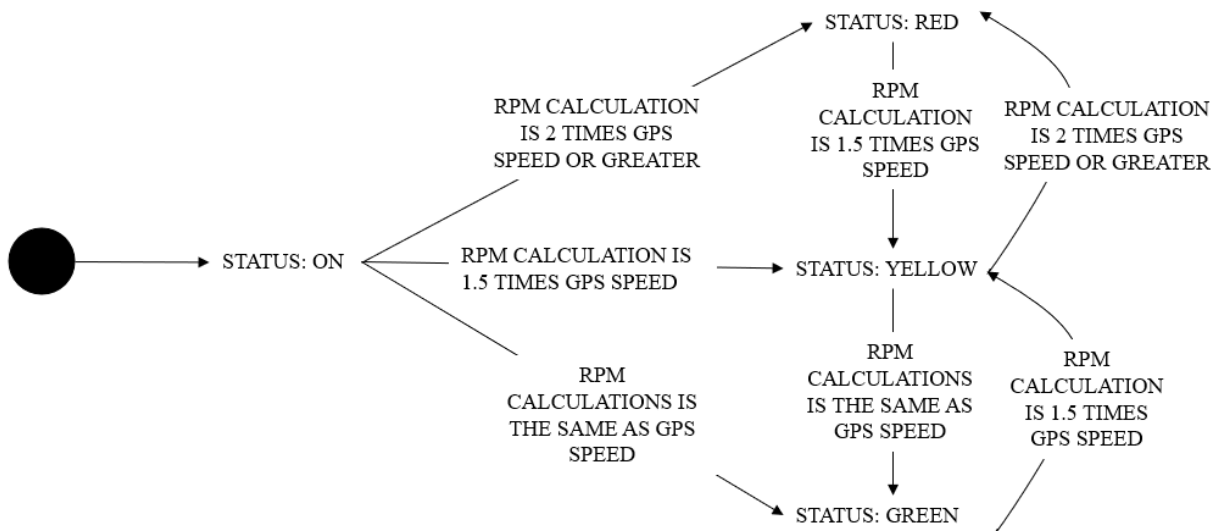 STATUS: RED
RPM CALCULATION
IS 2 TIMES GPS
SPEED OR GREATER
RPM
CALCULATION
IS 1.5 TIMES GPS
SPEED
RPM CALCULATION
IS 2 TIMES GPS
SPEED OR GREATER
STATUS: ON
RPM CALCULATION IS
1.5 TIMES GPS SPEED
STATUS: YELLOW
RPM
CALCULATIONS IS
THE SAME AS GPS
SPEED
RPM
CALCULATIONS
IS THE SAME AS
GPS SPEED
RPM
CALCULATION
IS 1.5 TIMES
GPS SPEED
STATUS: GREEN